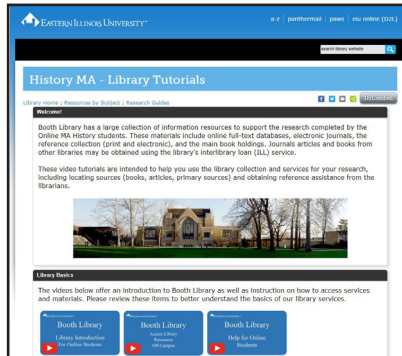 EASTERN ILLINOIS UNIVERSITY™
a-z | panthermail | paws | eiu online (D2L)
search library website
History MA - Library Tutorials
Library Home | Resources by Subject | Research Guides
Welcome!
Booth Library has a large collection of information resources to support the research completed by the
Online MA History students. These materials include online full-text databases, electronic journals, the
reference collection (print and electronic), and the main book holdings. Journals articles and books from
other libraries may be obtained using the library's interlibrary loan (ILL) service.
These video tutorials are intended to help you use the library collection and services for your research,
including locating sources (books, articles, primary sources) and obtaining reference assistance from the
librarians.
Library Basics
The videos below offer an introduction to Booth Library as well as instruction on how to access services
and materials. Please review these items to better understand the basics of our library services.
Booth Library
Library Introduction
For Online Students
Booth Library
Access Library
Resources
Off Campus
Booth Library
Help for Online
Students